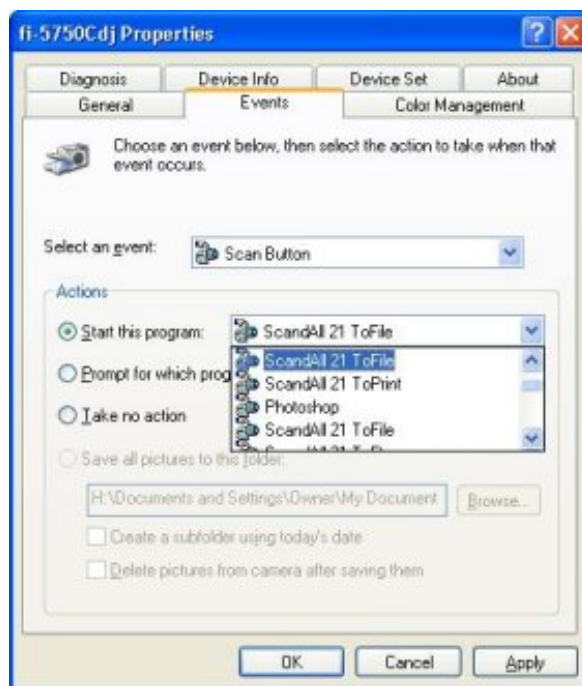 fi-5750Cdj Properties
Diagnosis Device Info Device Set About
General Events Color Management
Choose an event below, then select the action to take when that
event occurs.
Select an event: Scan Button
Actions
Start this program: ScandAll 21 ToFile
ScandAll 21 ToFile
Prompt for which prog
ScandAll 21 ToPrint
Photoshop
Take no action
ScandAll 21 ToFile
Save all pictures to this folder:
H:\Documents and Settings\Owner\My Document Browse...
Create a subfolder using today's date
Delete pictures from camera after saving them
OK Cancel Apply